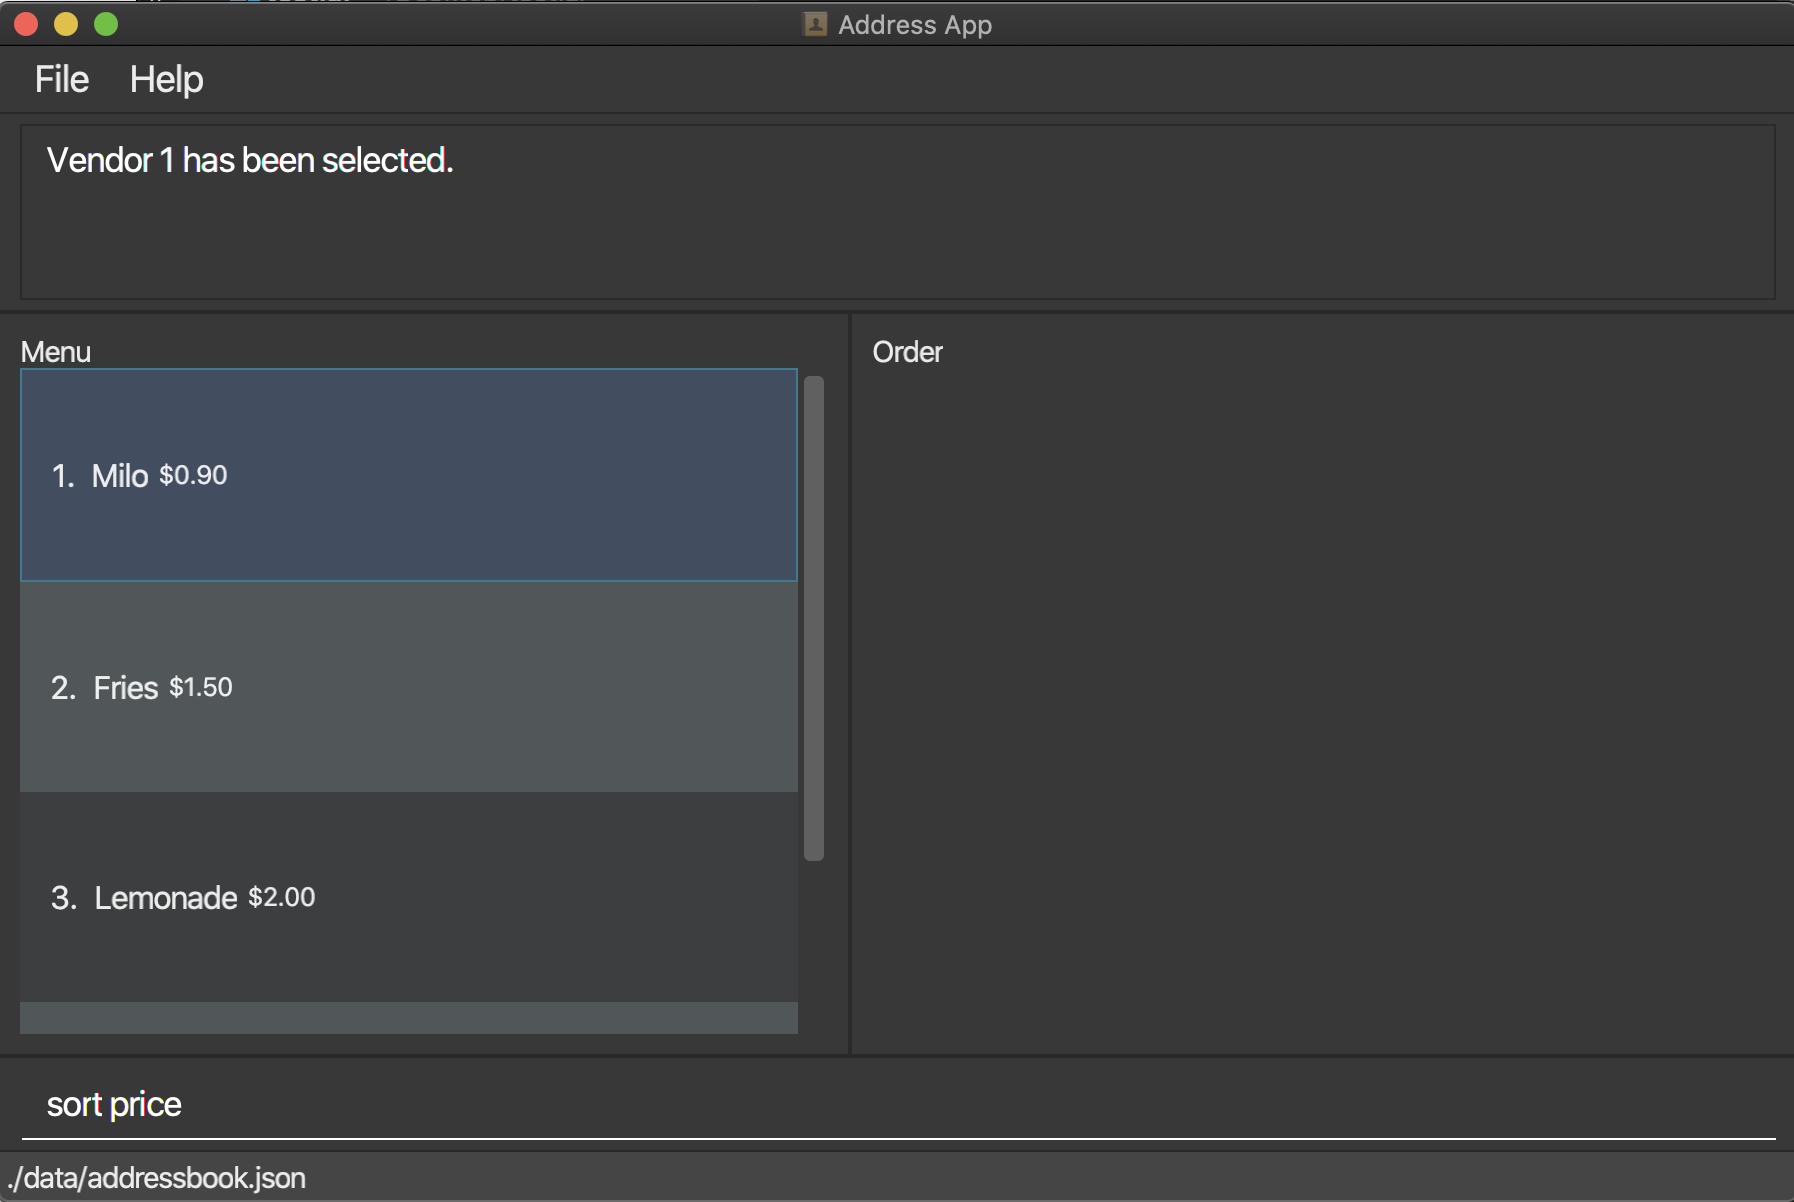 Address App
File Help
Vendor 1 has been selected.
Menu
Order
1. Milo $0.90
2. Fries $1.50
3. Lemonade $2.00
sort price
./data/addressbook.json